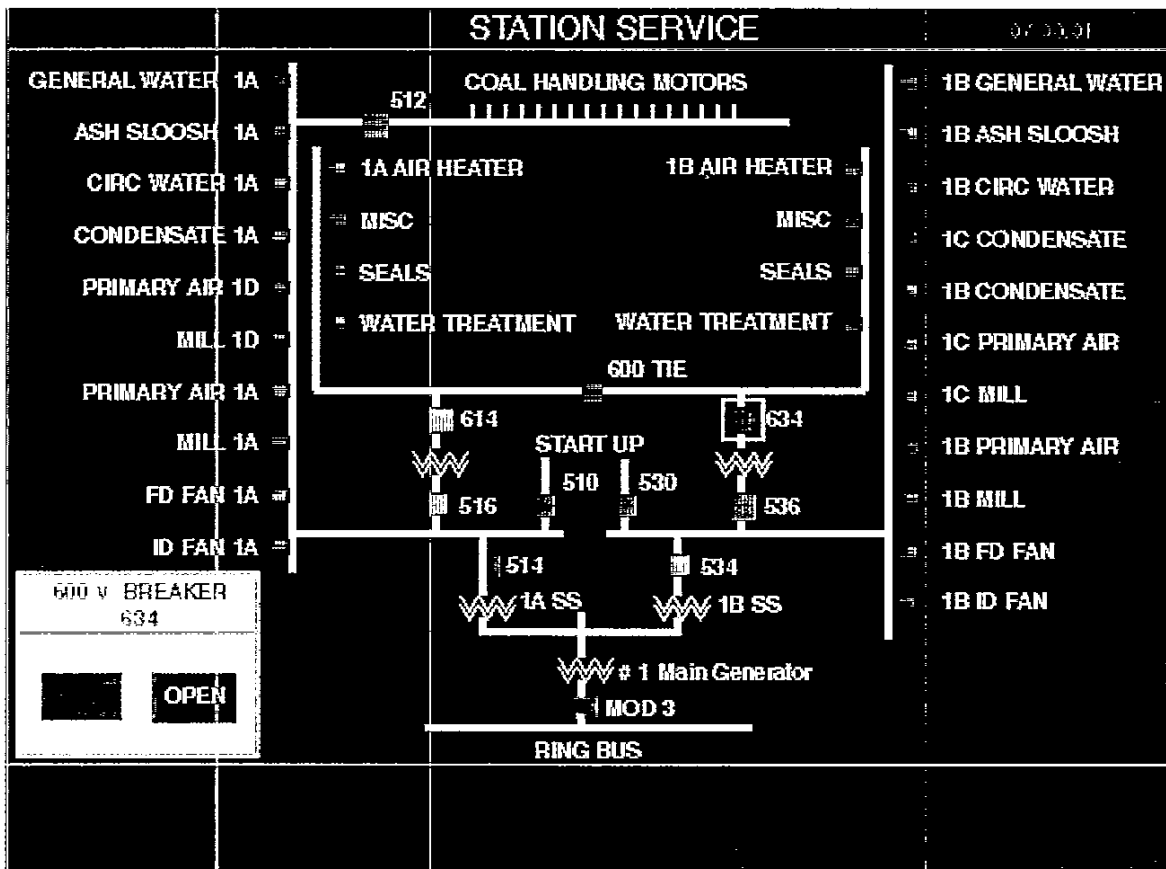 STATION SERVICE
GENERAL WATER 1A
ASH SLOOSH 1A
CIRC WATER 1A
CONDENSATE 1A
PRIMARY AIR 1D
MILL 1D
PRIMARY AIR 1A
MILL 1A
FD FAN 1A
ID FAN 1A
512
COAL HANDLING MOTORS
1A AIR HEATER
MISC
SEALS
WATER TREATMENT
1B AIR HEATER
MISC
SEALS
WATER TREATMENT
600 TIE
614
634
START UP
516
510
530
536
514
534
1A SS
1B SS
# 1 Main Generator
MOD 3
RING BUS
1B GENERAL WATER
1B ASH SLOOSH
1B CIRC WATER
1C CONDENSATE
1B CONDENSATE
1C PRIMARY AIR
1C MILL
1B PRIMARY AIR
1B MILL
1B FD FAN
1B ID FAN
600 V BREAKER
634
OPEN